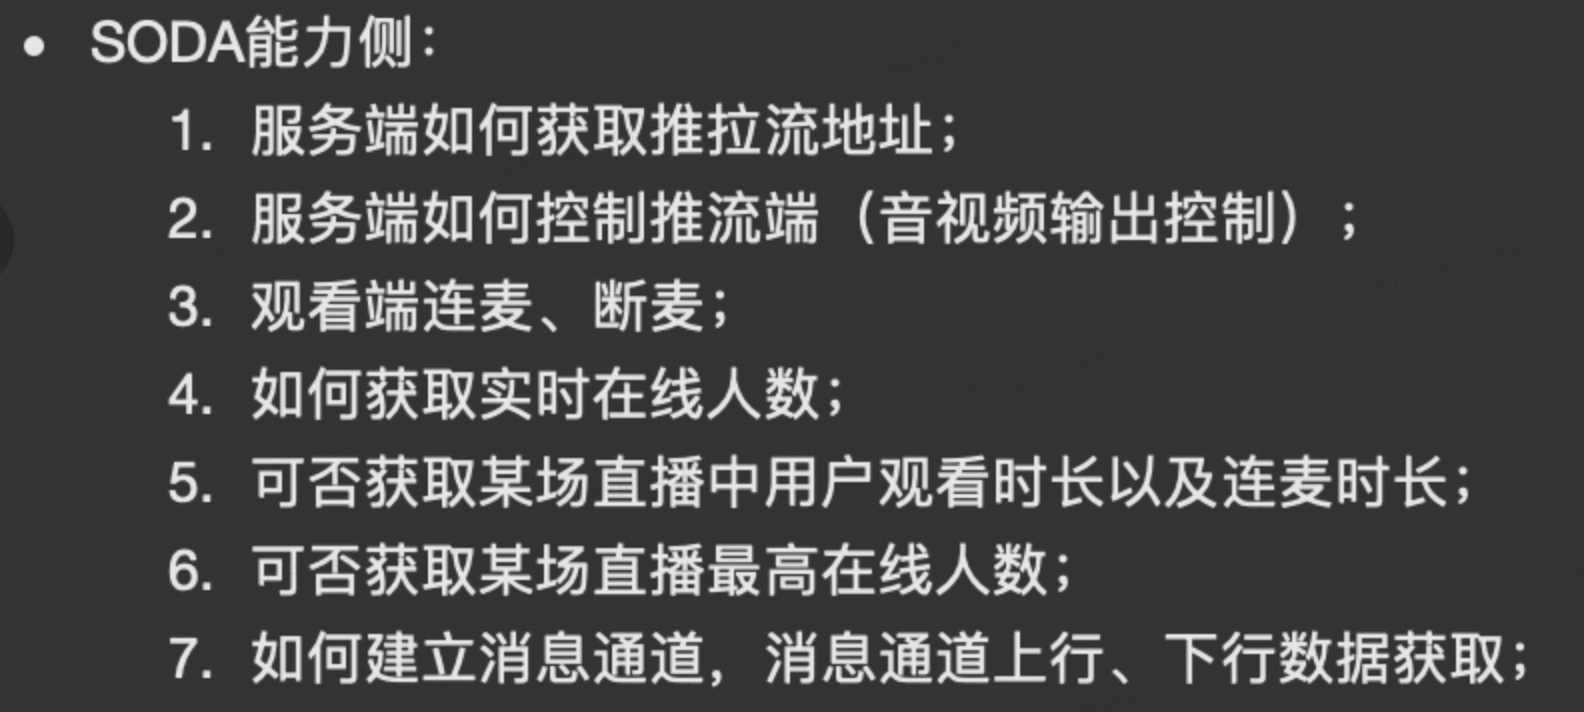 • SODA能力侧：
1. 服务端如何获取推拉流地址；
2. 服务端如何控制推流端（音视频输出控制）；
3. 观看端连麦、断麦；
4. 如何获取实时在线人数；
5. 可否获取某场直播中用户观看时长以及连麦时长；
6. 可否获取某场直播最高在线人数；
7. 如何建立消息通道，消息通道上行、下行数据获取；